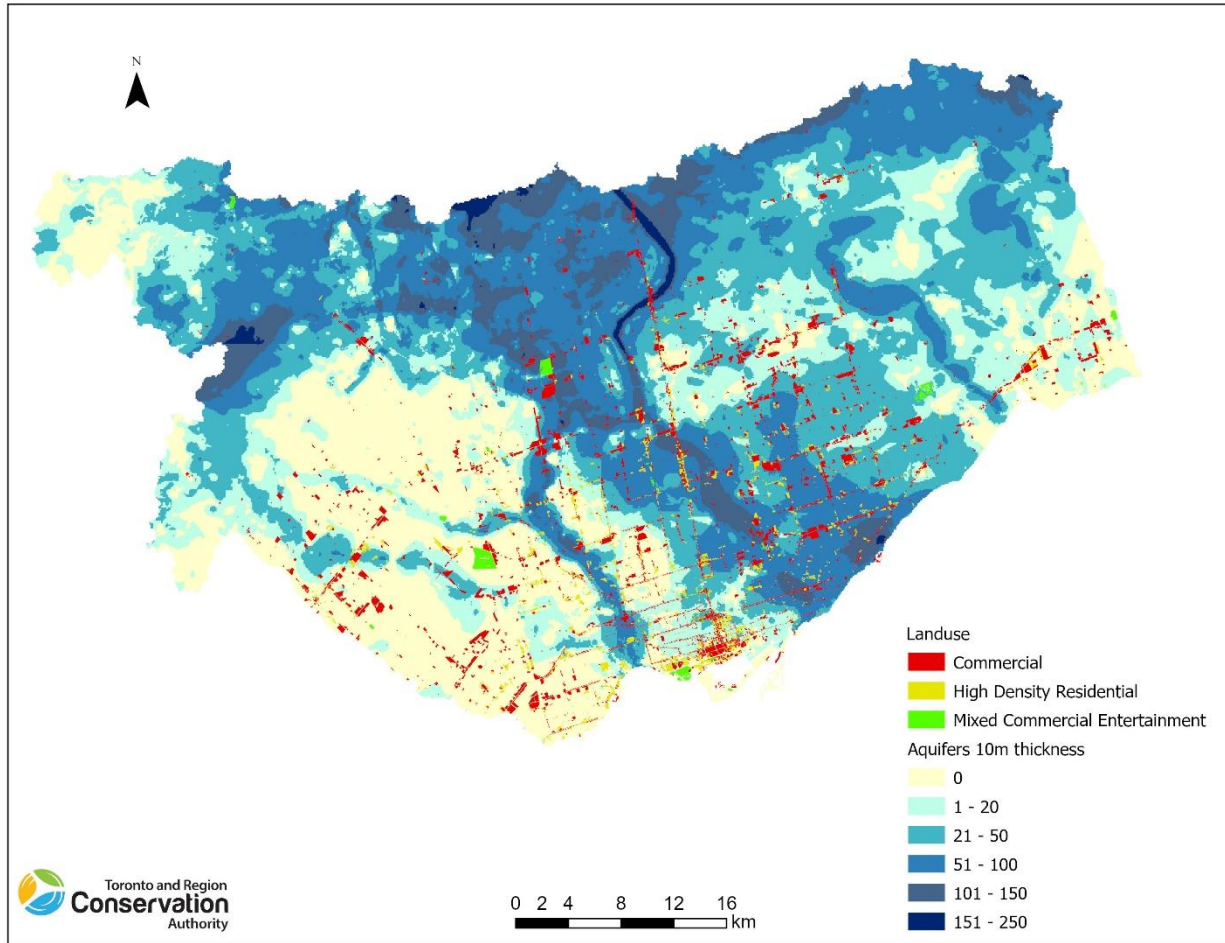 N
Landuse
Commercial
High Density Residential
Mixed Commercial Entertainment
Aquifers 10m thickness
0
1 - 20
21 - 50
51 - 100
101 - 150
151 - 250
Toronto and Region
Conservation
Authority
0 2 4 8 12 16
km